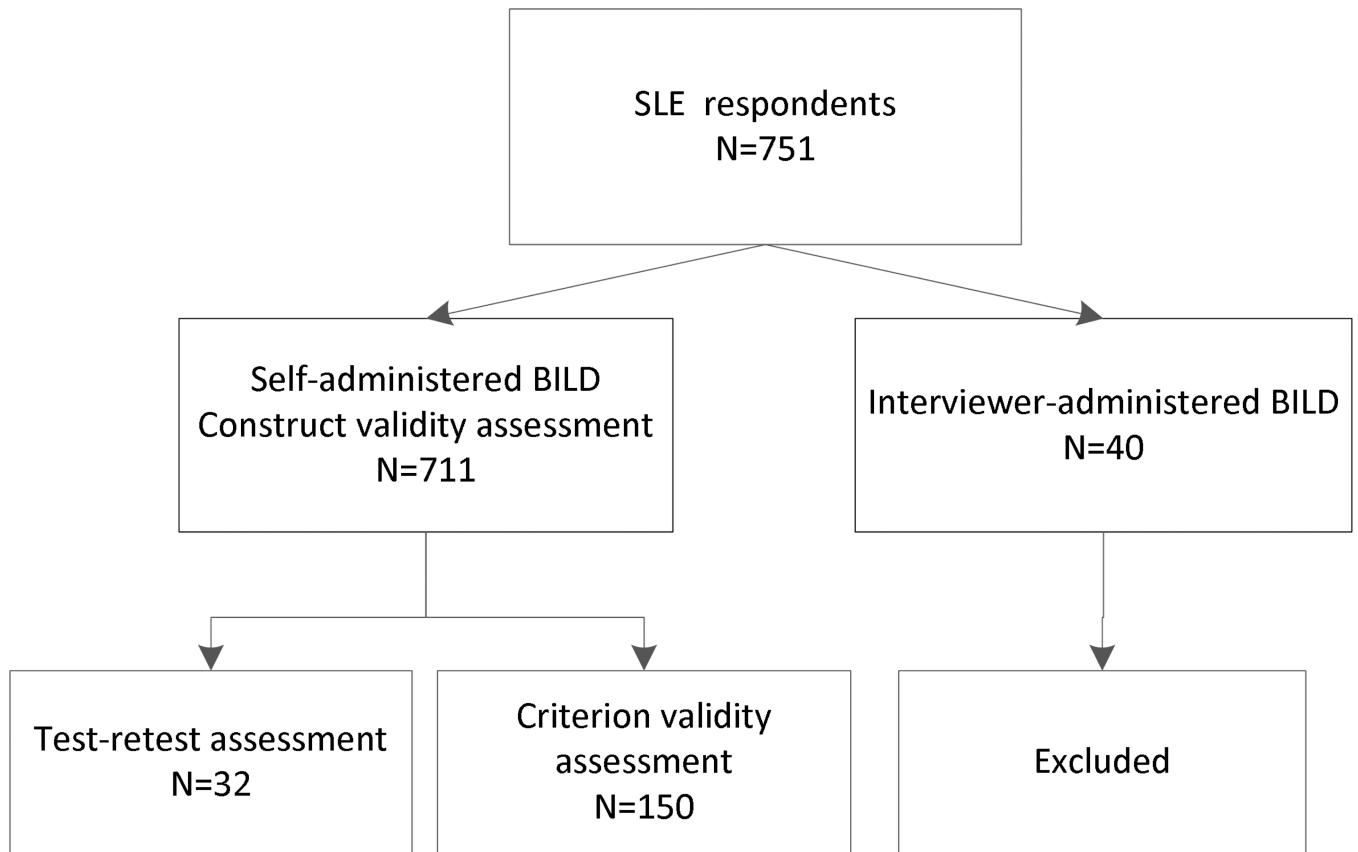 SLE  respondents
N=751
Self-administered BILD
Construct validity assessment
N=711
Interviewer-administered BILD
N=40
Test-retest assessment
N=32
Criterion validity
assessment
N=150
Excluded